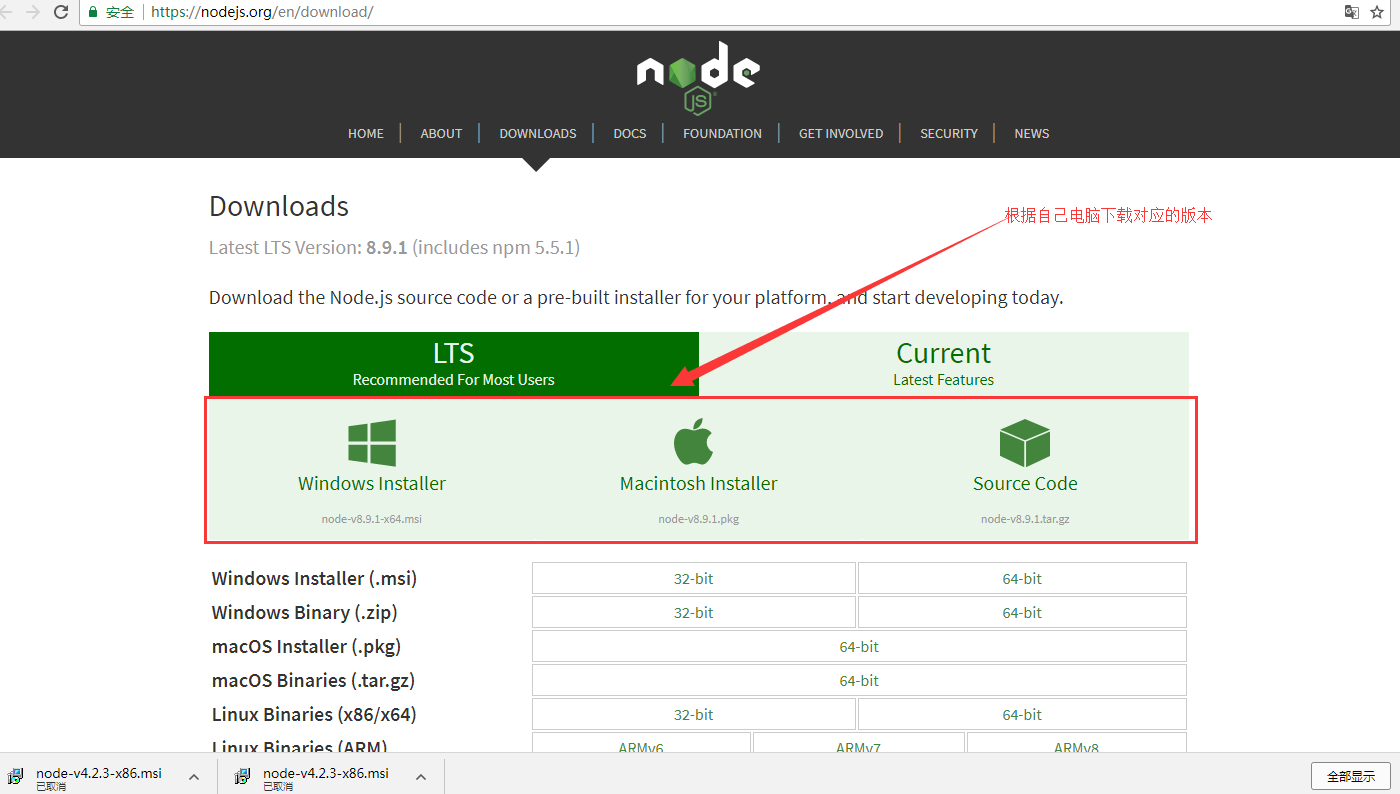 安全 https://nodejs.org/en/download/
node
JS
HOME ABOUT DOWNLOADS DOCS FOUNDATION GET INVOLVED SECURITY NEWS
Downloads
根据自己电脑下载对应的版本
Latest LTS Version: 8.9.1 (includes npm 5.5.1)
Download the Node.js source code or a pre-built installer for your platform, and start developing today.
LTS Current
Recommended For Most Users Latest Features
Windows Installer Macintosh Installer Source Code
node-v8.9.1-x64.msi node-v8.9.1.pkg node-v8.9.1.tar.gz
Windows Installer (.msi) 32-bit 64-bit
Windows Binary (.zip) 32-bit 64-bit
macOS Installer (.pkg) 64-bit
macOS Binaries (.tar.gz) 64-bit
Linux Binaries (x86/x64) 32-bit 64-bit
Linux Binaries (ARM) ARMv6 ARMv7 ARMv8
node-v4.2.3-x86.msi node-v4.2.3-x86.msi 全部显示
已取消 已取消